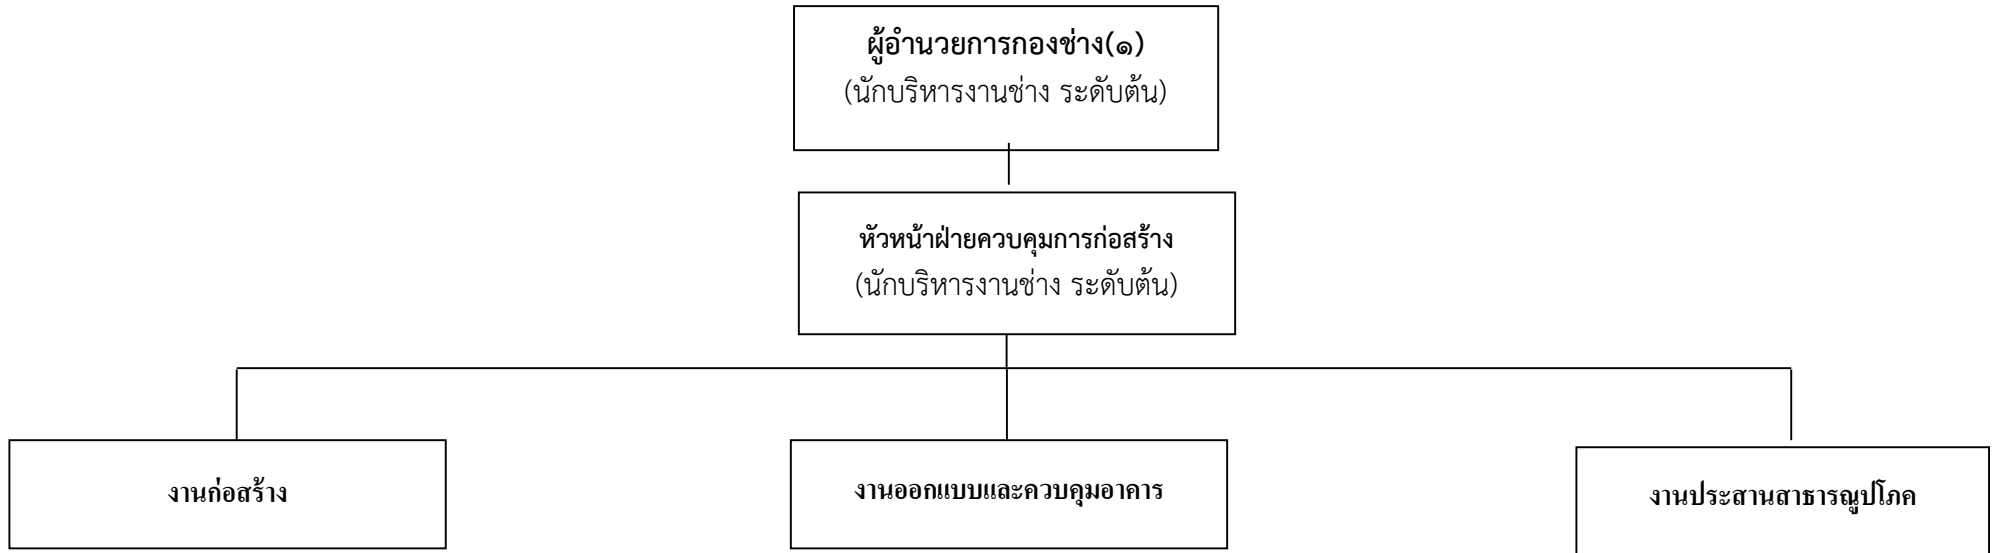 ผู้อำนวยการกองช่าง(๑)
(นักบริหารงานช่าง ระดับต้น)
หัวหน้าฝ่ายควบคุมการก่อสร้าง
(นักบริหารงานช่าง ระดับต้น)
งานก่อสร้าง
งานออกแบบและควบคุมอาคาร
งานประสานสาธารณูปโภค